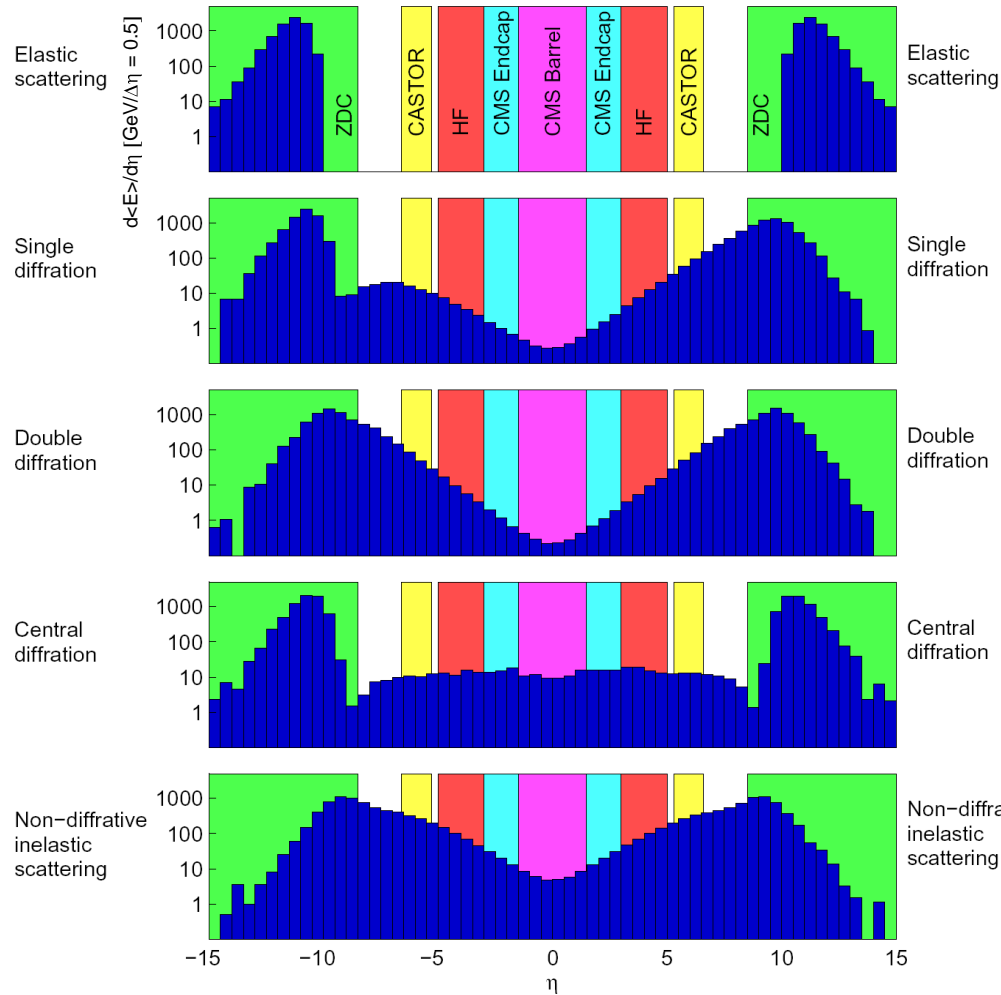 d<E>/dη [GeV/Δη = 0.5]
Elastic
scattering
1000
100
10
1
ZDC
CASTOR
HF
CMS Endcap
CMS Barrel
CMS Endcap
HF
CASTOR
ZDC
Elastic
scattering
Single
diffration
1000
100
10
1
Single
diffration
Double
diffration
1000
100
10
1
Double
diffration
Central
diffration
1000
100
10
1
Central
diffration
Non−diffrative
inelastic
scattering
1000
100
10
1
Non−diffra
inelastic
scattering
−15
−10
−5
0
5
10
15
η